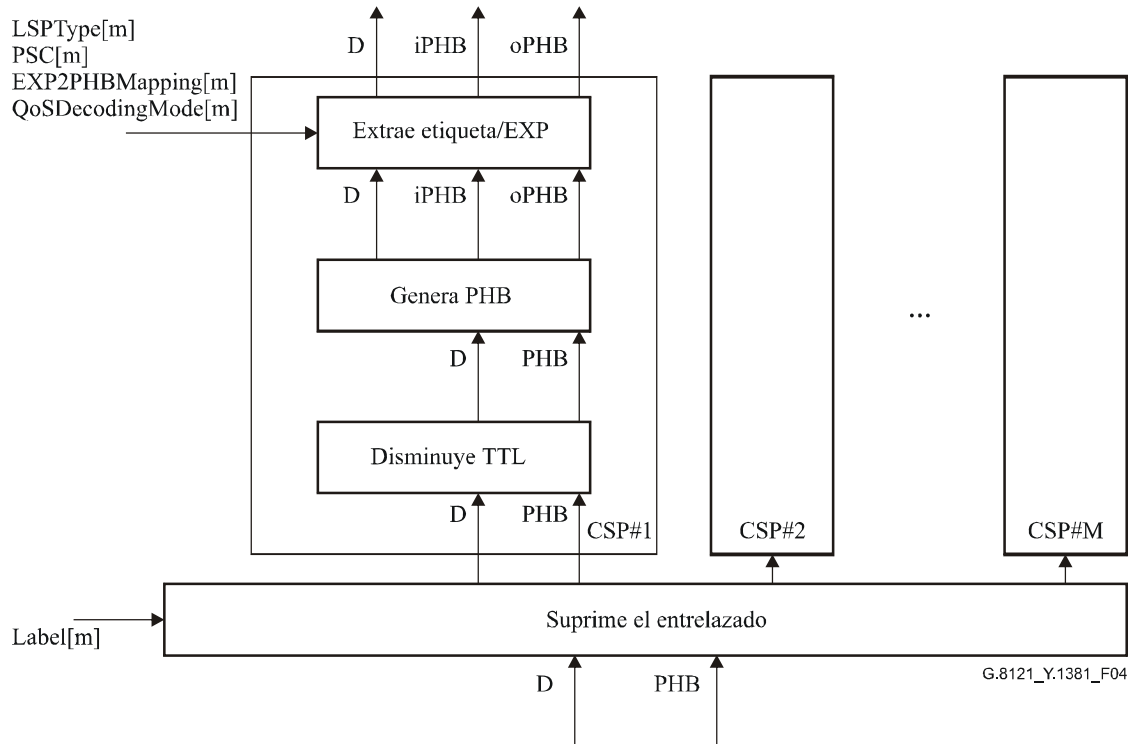 LSPType[m]
PSC[m]
EXP2PHBMapping[m]
QoSDecodingMode[m]
D iPHB oPHB
Extrae etiqueta/EXP
D iPHB oPHB
Genera PHB
...
D PHB
Disminuye TTL
D PHB
CSP#1 CSP#2 CSP#M
Suprime el entrelazado
Label[m]
D PHB
G.8121_Y.1381_F04